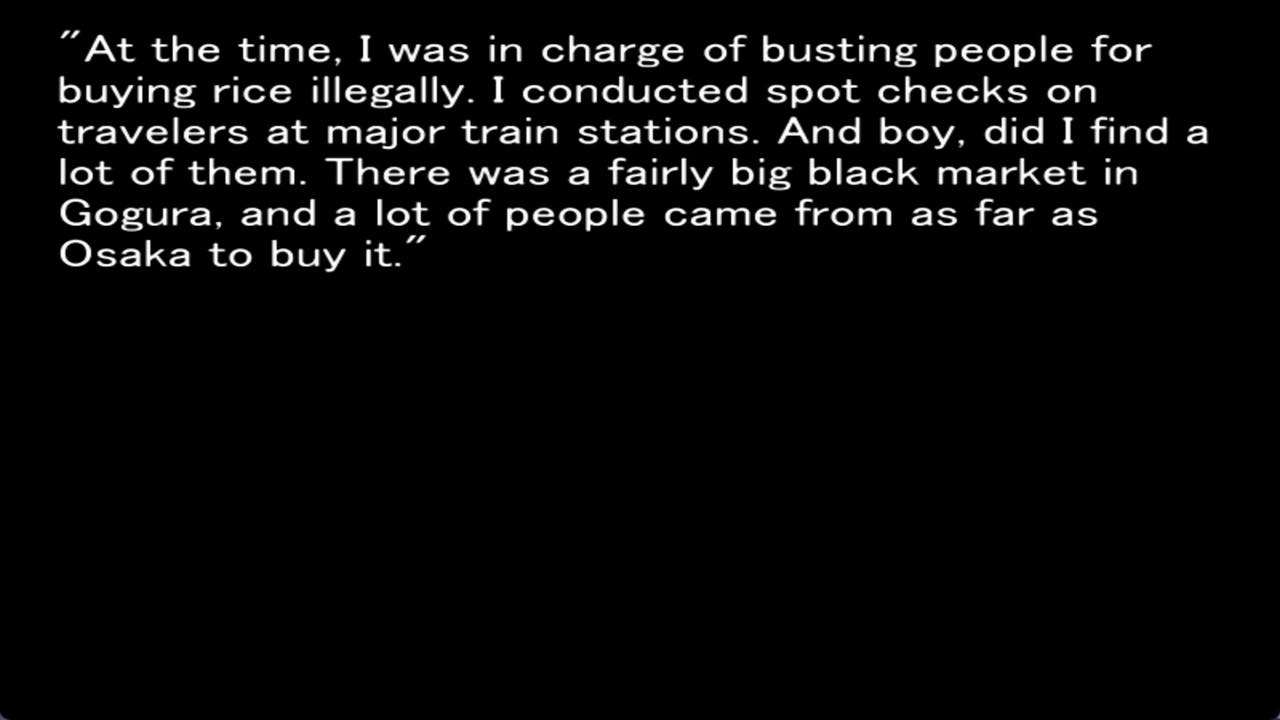 "At the time, I was in charge of busting people for
buying rice illegally. I conducted spot checks on
travelers at major train stations. And boy, did I find a
lot of them. There was a fairly big black market in
Gogura, and a lot of people came from as far as
Osaka to buy it."